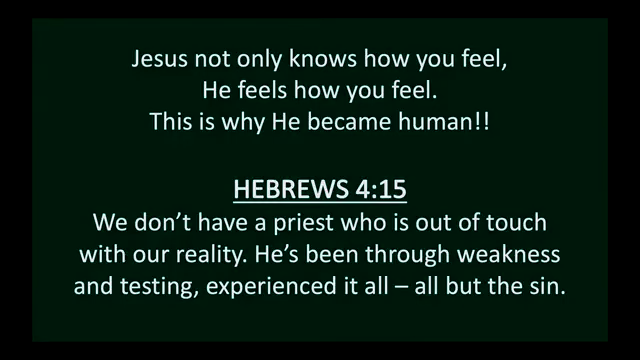 Jesus not only knows how you feel,
He feels how you feel.
This is why He became human!!
HEBREWS 4:15
We don’t have a priest who is out of touch
with our reality. He’s been through weakness
and testing, experienced it all – all but the sin.